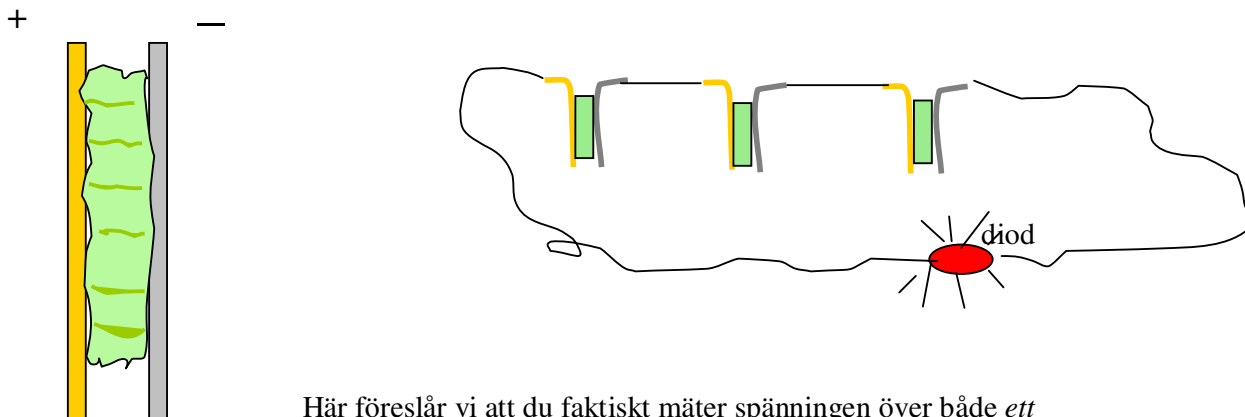 + —
diod
Här föreslår vi att du faktiskt mäter spänningen över både ett